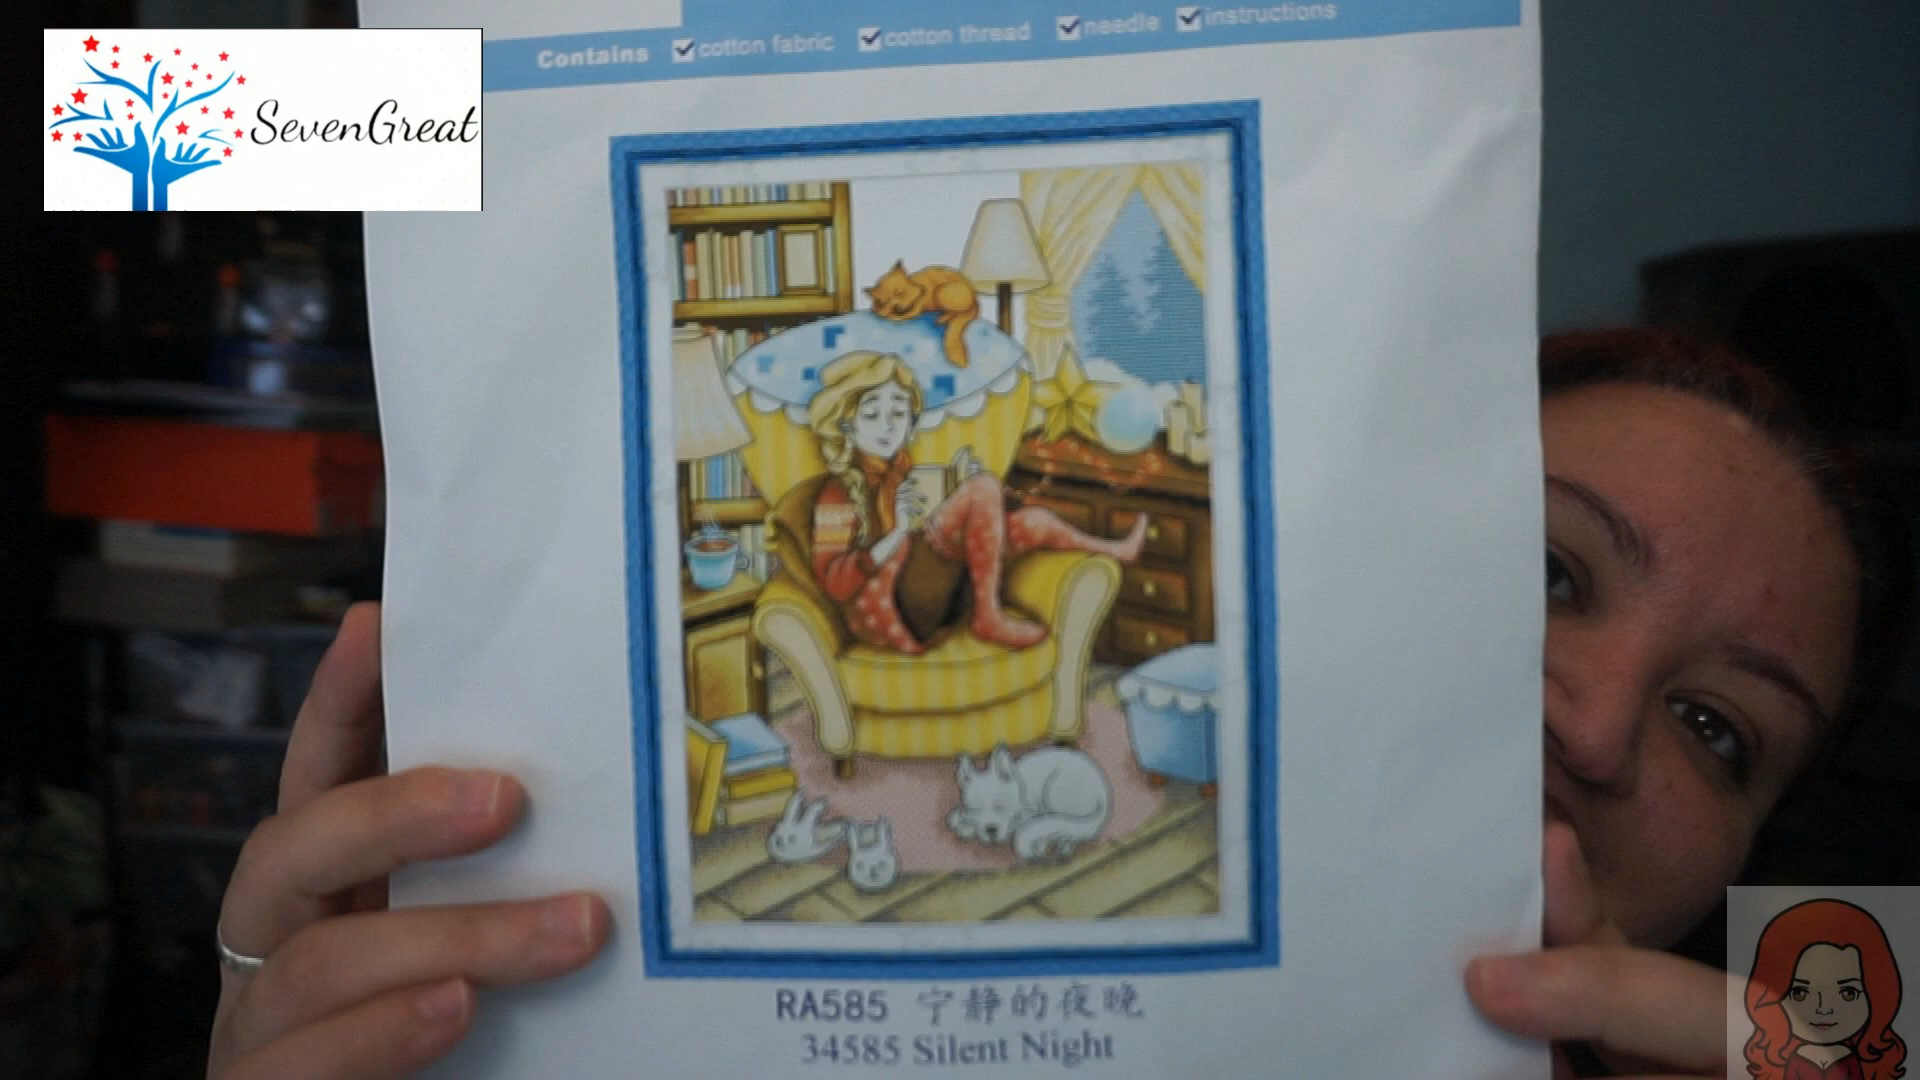 SevenGreat
Contains cotton fabric cotton thread needle instructions
RA585 宁静的夜晚
34585 Silent Night